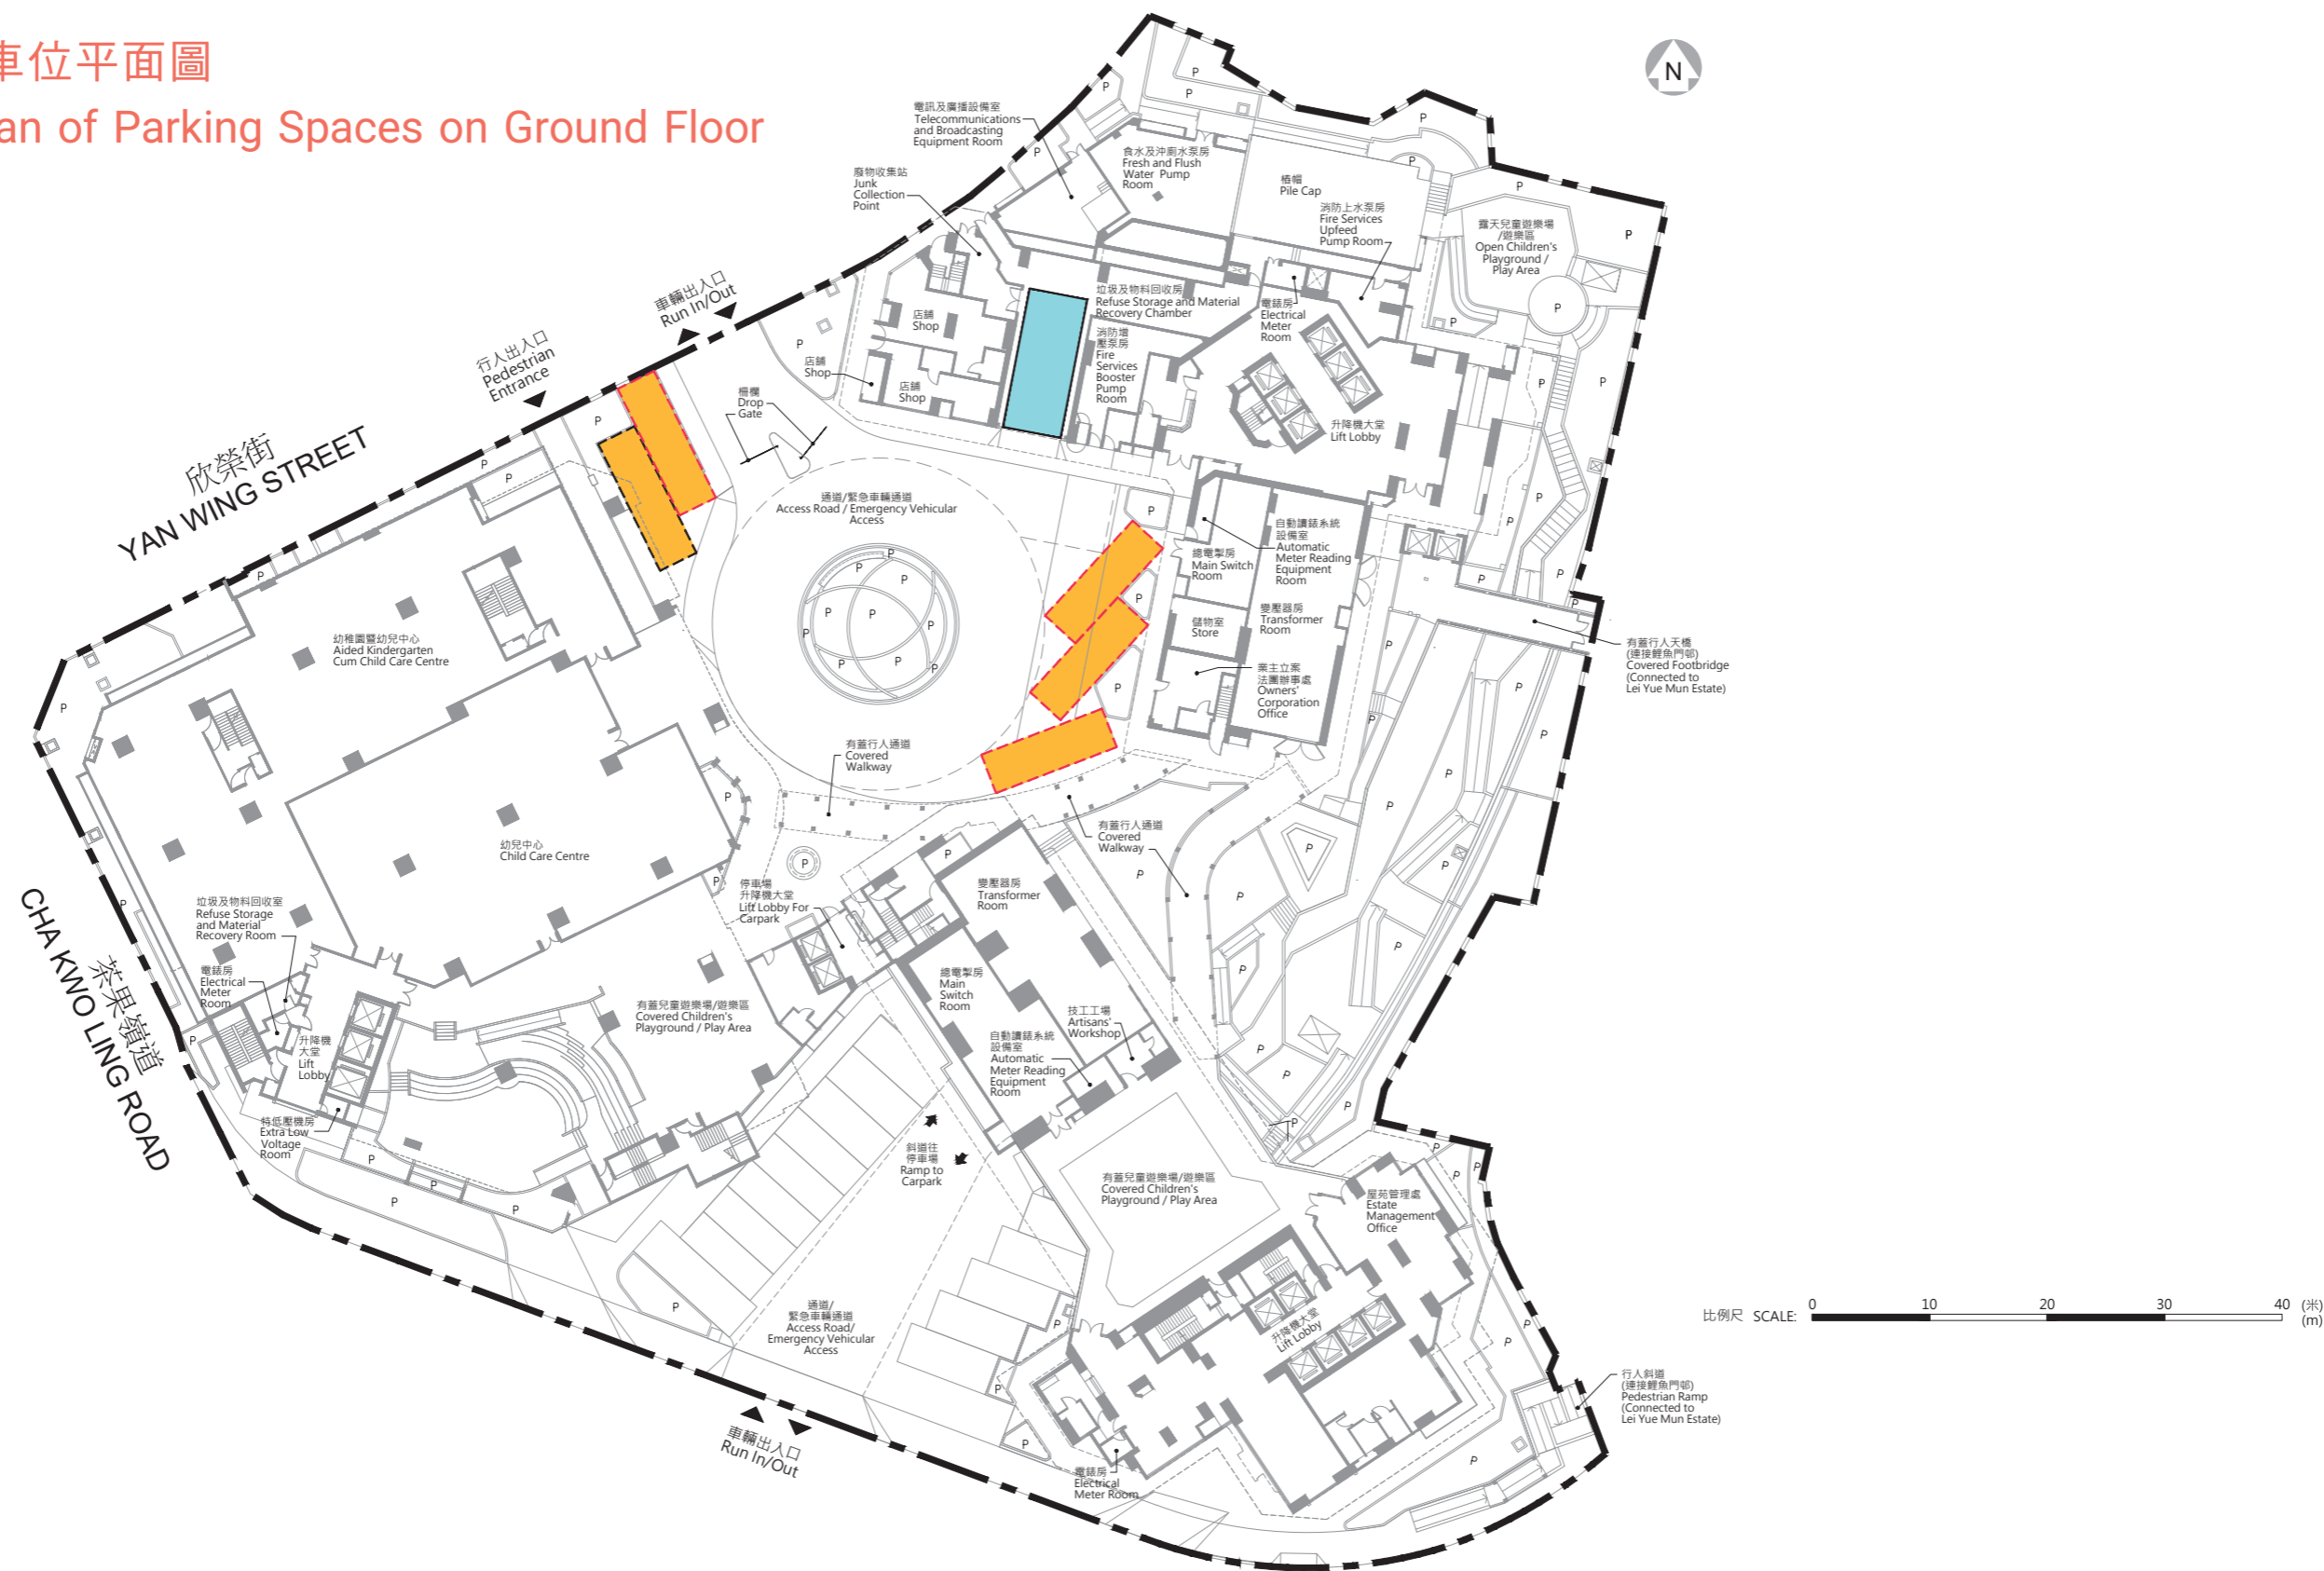 車位平面圖
an of Parking Spaces on Ground Floor
N
電訊及廣播設備室
Telecommunications
and Broadcasting
Equipment Room
食水及沖廁水泵房
Fresh and Flush
Water Pump
Room
樁帽
Pile Cap
消防上水泵房
Fire Services
Upfeed
Pump Room
露天兒童遊樂場
/遊樂區
Open Children's
Playground /
Play Area
廢物收集站
Junk
Collection
Point
車輛出入口
Run In/Out
行人出入口
Pedestrian
Entrance
店舖
Shop
店舖
Shop
店舖
Shop
垃圾及物料回收房
Refuse Storage and Material
Recovery Chamber
消防增
壓泵房
Fire
Services
Booster
Pump
Room
電錶房
Electrical
Meter
Room
升降機大堂
Lift Lobby
柵欄
Drop
Gate
欣榮街
YAN WING STREET
通道/緊急車輛通道
Access Road / Emergency Vehicular
Access
總電掣房
Main Switch
Room
自動讀錶系統
設備室
Automatic
Meter Reading
Equipment
Room
變壓器房
Transformer
Room
儲物室
Store
業主立案
法團辦事處
Owners'
Corporation
Office
有蓋行人天橋
(連接鯉魚門邨)
Covered Footbridge
(Connected to
Lei Yue Mun Estate)
幼稚園暨幼兒中心
Aided Kindergarten
Cum Child Care Centre
有蓋行人通道
Covered
Walkway
有蓋行人通道
Covered
Walkway
幼兒中心
Child Care Centre
停車場
升降機大堂
Lift Lobby For
Carpark
變壓器房
Transformer
Room
垃圾及物料回收室
Refuse Storage
and Material
Recovery Room
電錶房
Electrical
Meter
Room
升降機
大堂
Lift
Lobby
特低壓機房
Extra Low
Voltage
Room
茶果嶺道
CHA KWO LING ROAD
有蓋兒童遊樂場/遊樂區
Covered Children's
Playground / Play Area
總電掣房
Main
Switch
Room
技工工場
Artisans'
Workshop
自動讀錶系統
設備室
Automatic
Meter Reading
Equipment
Room
斜道往
停車場
Ramp to
Carpark
有蓋兒童遊樂場/遊樂區
Covered Children's
Playground / Play Area
屋苑管理處
Estate
Management
Office
升降機大堂
Lift Lobby
通道/
緊急車輛通道
Access Road/
Emergency Vehicular
Access
車輛出入口
Run In/Out
電錶房
Electrical
Meter Room
比例尺 SCALE: 0 10 20 30 40 (米)
(m)
行人斜道
(連接鯉魚門邨)
Pedestrian Ramp
(Connected to
Lei Yue Mun Estate)